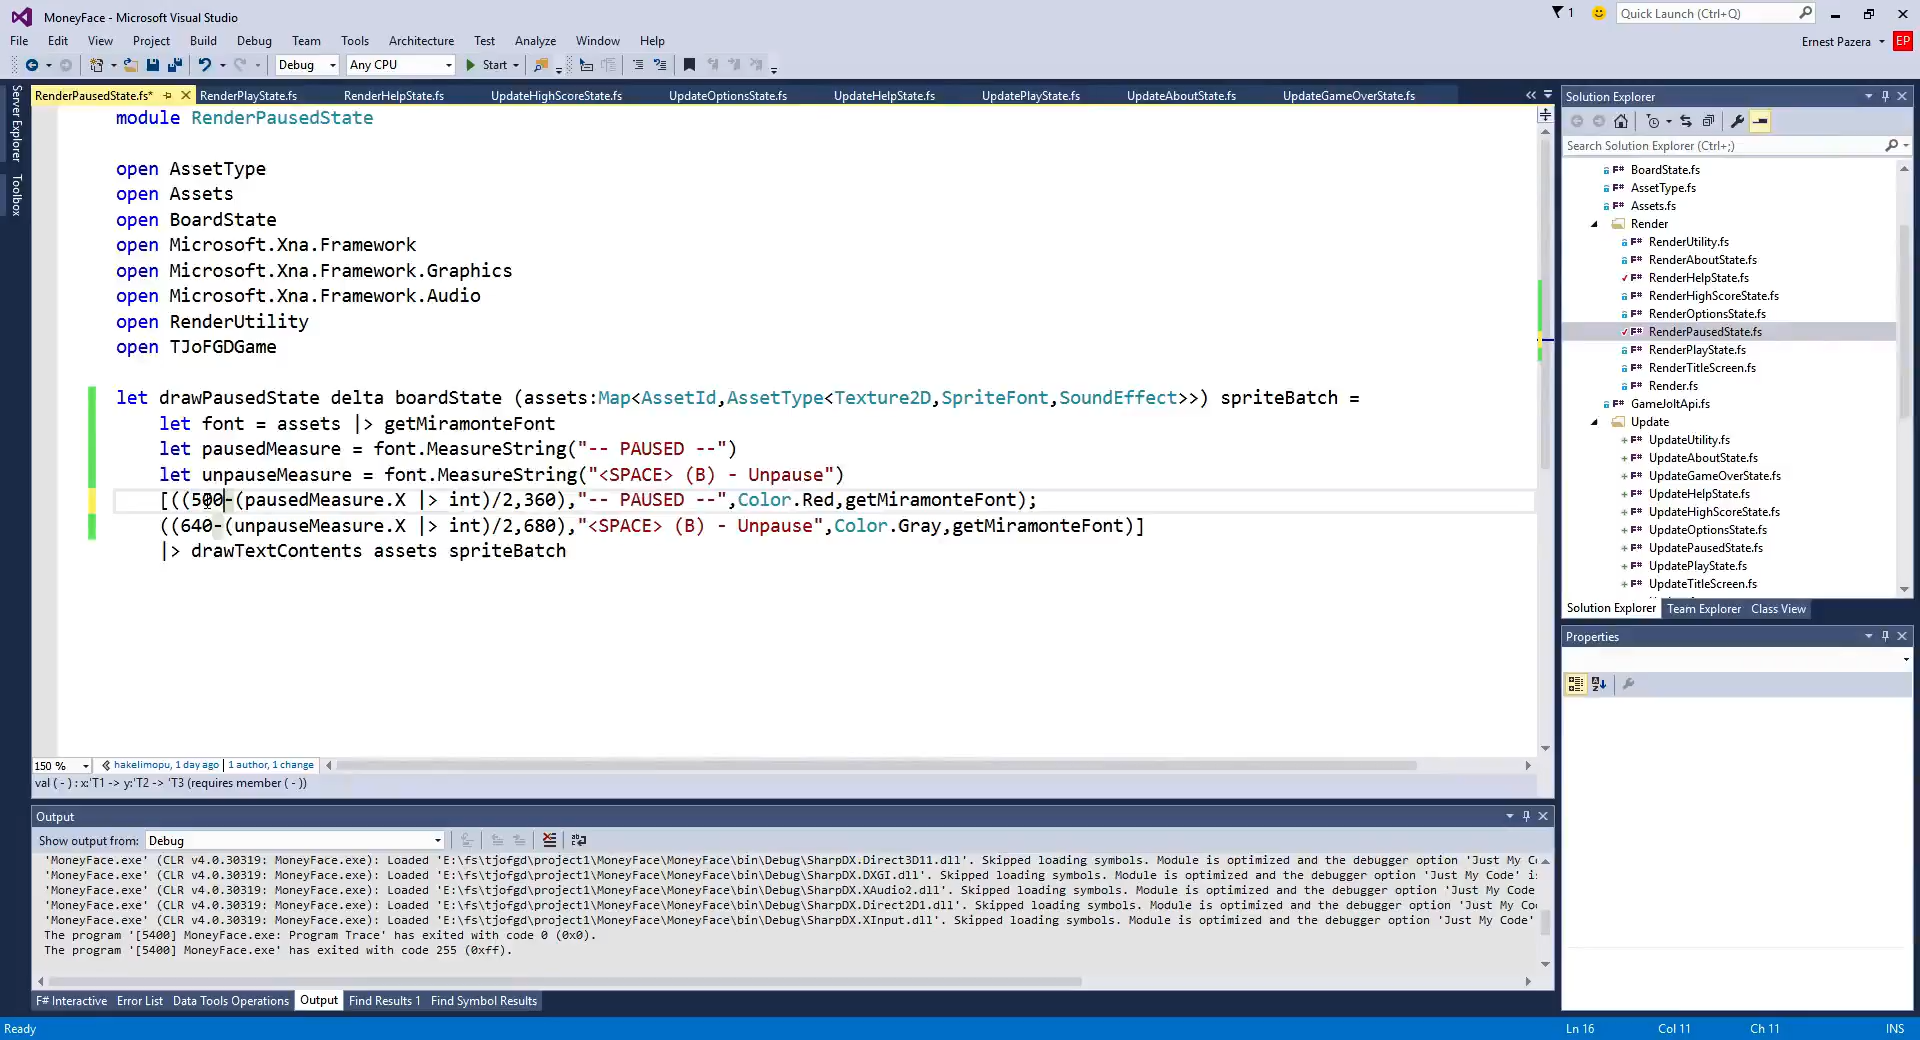 MoneyFace - Microsoft Visual Studio
1
Quick Launch (Ctrl+Q)
File Edit View Project Build Debug Team Tools Architecture Test Analyze Window Help
Ernest Pazera
EP
Debug
Any CPU
Start
Server Explorer
Toolbox
RenderPausedState.fs*
RenderPlayState.fs
RenderHelpState.fs
UpdateHighScoreState.fs
UpdateOptionsState.fs
UpdateHelpState.fs
UpdatePlayState.fs
UpdateAboutState.fs
UpdateGameOverState.fs
module RenderPausedState
open AssetType
open Assets
open BoardState
open Microsoft.Xna.Framework
open Microsoft.Xna.Framework.Graphics
open Microsoft.Xna.Framework.Audio
open RenderUtility
open TJoFGDGame
let drawPausedState delta boardState (assets:Map<AssetId,AssetType<Texture2D,SpriteFont,SoundEffect>>) spriteBatch =
let font = assets |> getMiramonteFont
let pausedMeasure = font.MeasureString("-- PAUSED --")
let unpauseMeasure = font.MeasureString("<SPACE> (B) - Unpause")
[((500-(pausedMeasure.X |> int)/2,360),"-- PAUSED --",Color.Red,getMiramonteFont);
((640-(unpauseMeasure.X |> int)/2,680),"<SPACE> (B) - Unpause",Color.Gray,getMiramonteFont)]
|> drawTextContents assets spriteBatch
150 %
hakelimopu, 1 day ago | 1 author, 1 change
val ( - ) : x:'T1 -> y:'T2 -> 'T3 (requires member ( - ))
Output
Show output from: Debug
'MoneyFace.exe' (CLR v4.0.30319: MoneyFace.exe): Loaded 'E:\fs\tjofgd\project1\MoneyFace\MoneyFace\bin\Debug\SharpDX.Direct3D11.dll'. Skipped loading symbols. Module is optimized and the debugger option 'Just My Co
'MoneyFace.exe' (CLR v4.0.30319: MoneyFace.exe): Loaded 'E:\fs\tjofgd\project1\MoneyFace\MoneyFace\bin\Debug\SharpDX.DXGI.dll'. Skipped loading symbols. Module is optimized and the debugger option 'Just My Code' is
'MoneyFace.exe' (CLR v4.0.30319: MoneyFace.exe): Loaded 'E:\fs\tjofgd\project1\MoneyFace\MoneyFace\bin\Debug\SharpDX.XAudio2.dll'. Skipped loading symbols. Module is optimized and the debugger option 'Just My Code
'MoneyFace.exe' (CLR v4.0.30319: MoneyFace.exe): Loaded 'E:\fs\tjofgd\project1\MoneyFace\MoneyFace\bin\Debug\SharpDX.Direct2D1.dll'. Skipped loading symbols. Module is optimized and the debugger option 'Just My Co
'MoneyFace.exe' (CLR v4.0.30319: MoneyFace.exe): Loaded 'E:\fs\tjofgd\project1\MoneyFace\MoneyFace\bin\Debug\SharpDX.XInput.dll'. Skipped loading symbols. Module is optimized and the debugger option 'Just My Code'
The program '[5400] MoneyFace.exe: Program Trace' has exited with code 0 (0x0).
The program '[5400] MoneyFace.exe' has exited with code 255 (0xff).
F# Interactive Error List Data Tools Operations Output Find Results 1 Find Symbol Results
Solution Explorer
Search Solution Explorer (Ctrl+;)
F# BoardState.fs
F# AssetType.fs
F# Assets.fs
Render
F# RenderUtility.fs
F# RenderAboutState.fs
F# RenderHelpState.fs
F# RenderHighScoreState.fs
F# RenderOptionsState.fs
F# RenderPausedState.fs
F# RenderPlayState.fs
F# RenderTitleScreen.fs
F# Render.fs
F# GameJoltApi.fs
Update
F# UpdateUtility.fs
F# UpdateAboutState.fs
F# UpdateGameOverState.fs
F# UpdateHelpState.fs
F# UpdateHighScoreState.fs
F# UpdateOptionsState.fs
F# UpdatePausedState.fs
F# UpdatePlayState.fs
F# UpdateTitleScreen.fs
Solution Explorer Team Explorer Class View
Properties
Ready
Ln 16
Col 11
Ch 11
INS